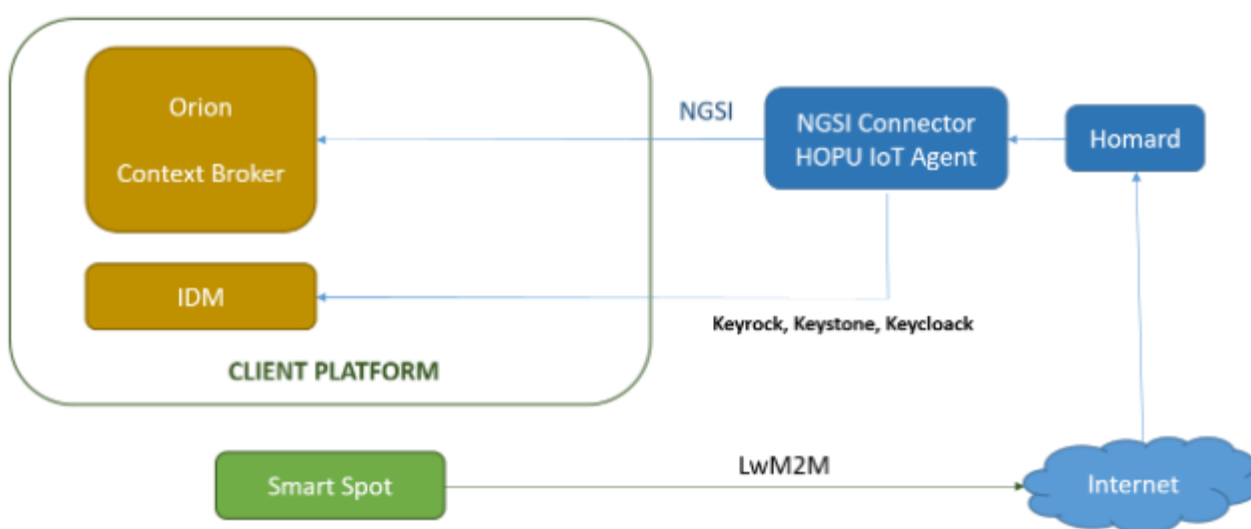 Orion
Context Broker
NGSI
NGSI Connector
HOPU IoT Agent
Homard
IDM
Keyrock, Keystone, Keycloack
CLIENT PLATFORM
Smart Spot
LwM2M
Internet